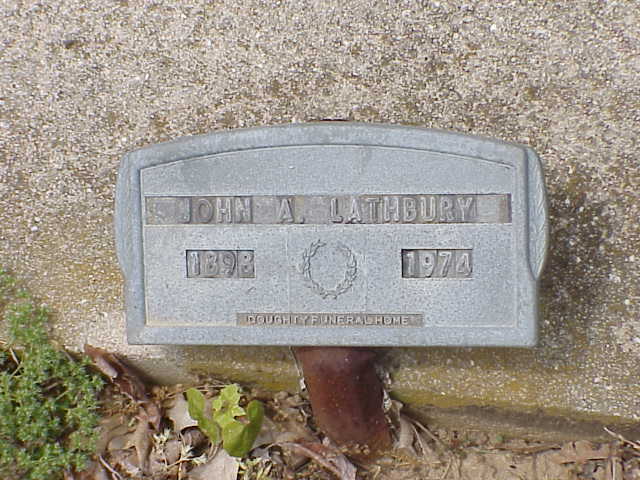 JOHN A. LATHBURY
1898 1974
DOUGHTY FUNERAL HOME